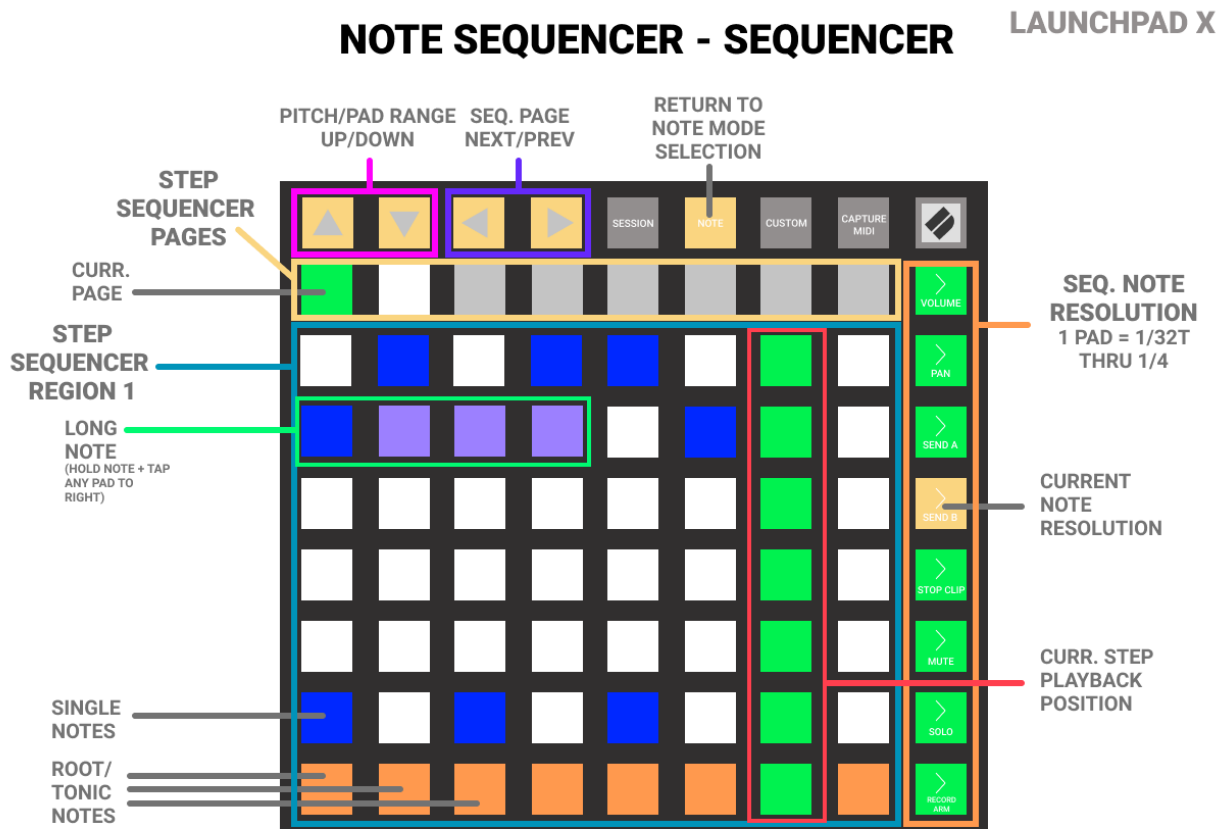 NOTE SEQUENCER - SEQUENCER
LAUNCHPAD X
PITCH/PAD RANGE
UP/DOWN
SEQ. PAGE
NEXT/PREV
RETURN TO
NOTE MODE
SELECTION
STEP
SEQUENCER
PAGES
SESSION
NOTE
CUSTOM
CAPTURE
MIDI
CURR.
PAGE
VOLUME
SEQ. NOTE
RESOLUTION
1 PAD = 1/32T
THRU 1/4
STEP
SEQUENCER
REGION 1
PAN
LONG
NOTE
(HOLD NOTE + TAP
ANY PAD TO
RIGHT)
SEND A
SEND B
CURRENT
NOTE
RESOLUTION
STOP CLIP
MUTE
CURR. STEP
PLAYBACK
POSITION
SINGLE
NOTES
SOLO
ROOT/
TONIC
NOTES
RECORD
ARM